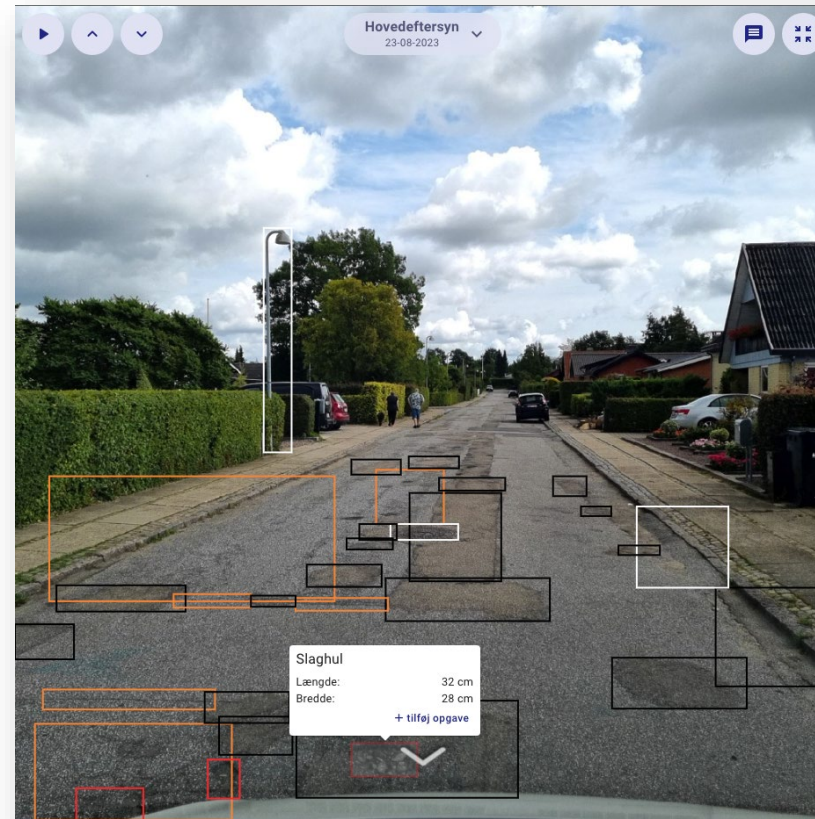 Hovedeftersyn
23-08-2023
Slaghul
Længde: 32 cm
Bredde: 28 cm
+ tilføj opgave